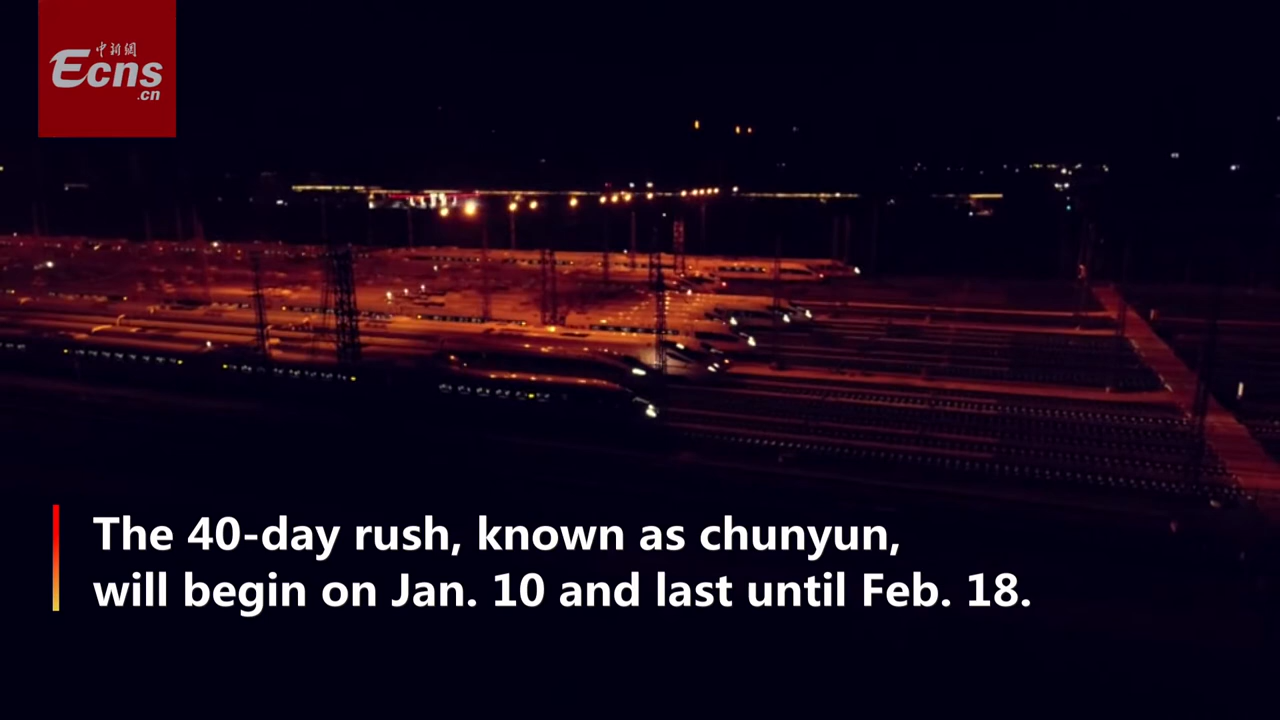 中新網
Ecns
.cn
The 40-day rush, known as chunyun,
will begin on Jan. 10 and last until Feb. 18.